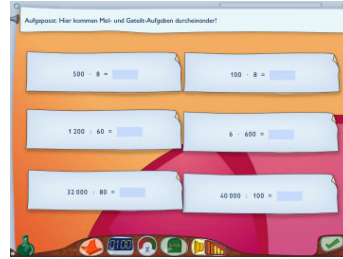 Aufgepasst: Hier kommen Mal- und Geteilt-Aufgaben durcheinander!
500 · 8 =
100 · 8 =
1 200 : 60 =
6 · 600 =
32 000 : 80 =
40 000 : 100 =